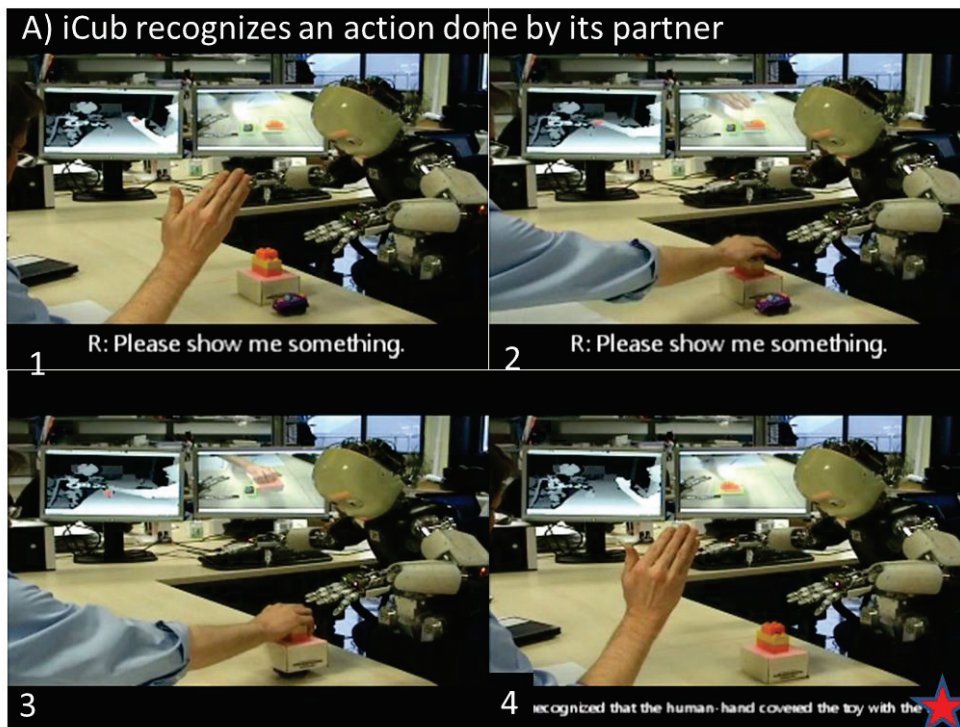 A) iCub recognizes an action done by its partner
R: Please show me something.
1
R: Please show me something.
2
3
4
recognized that the human-hand covered the toy with the